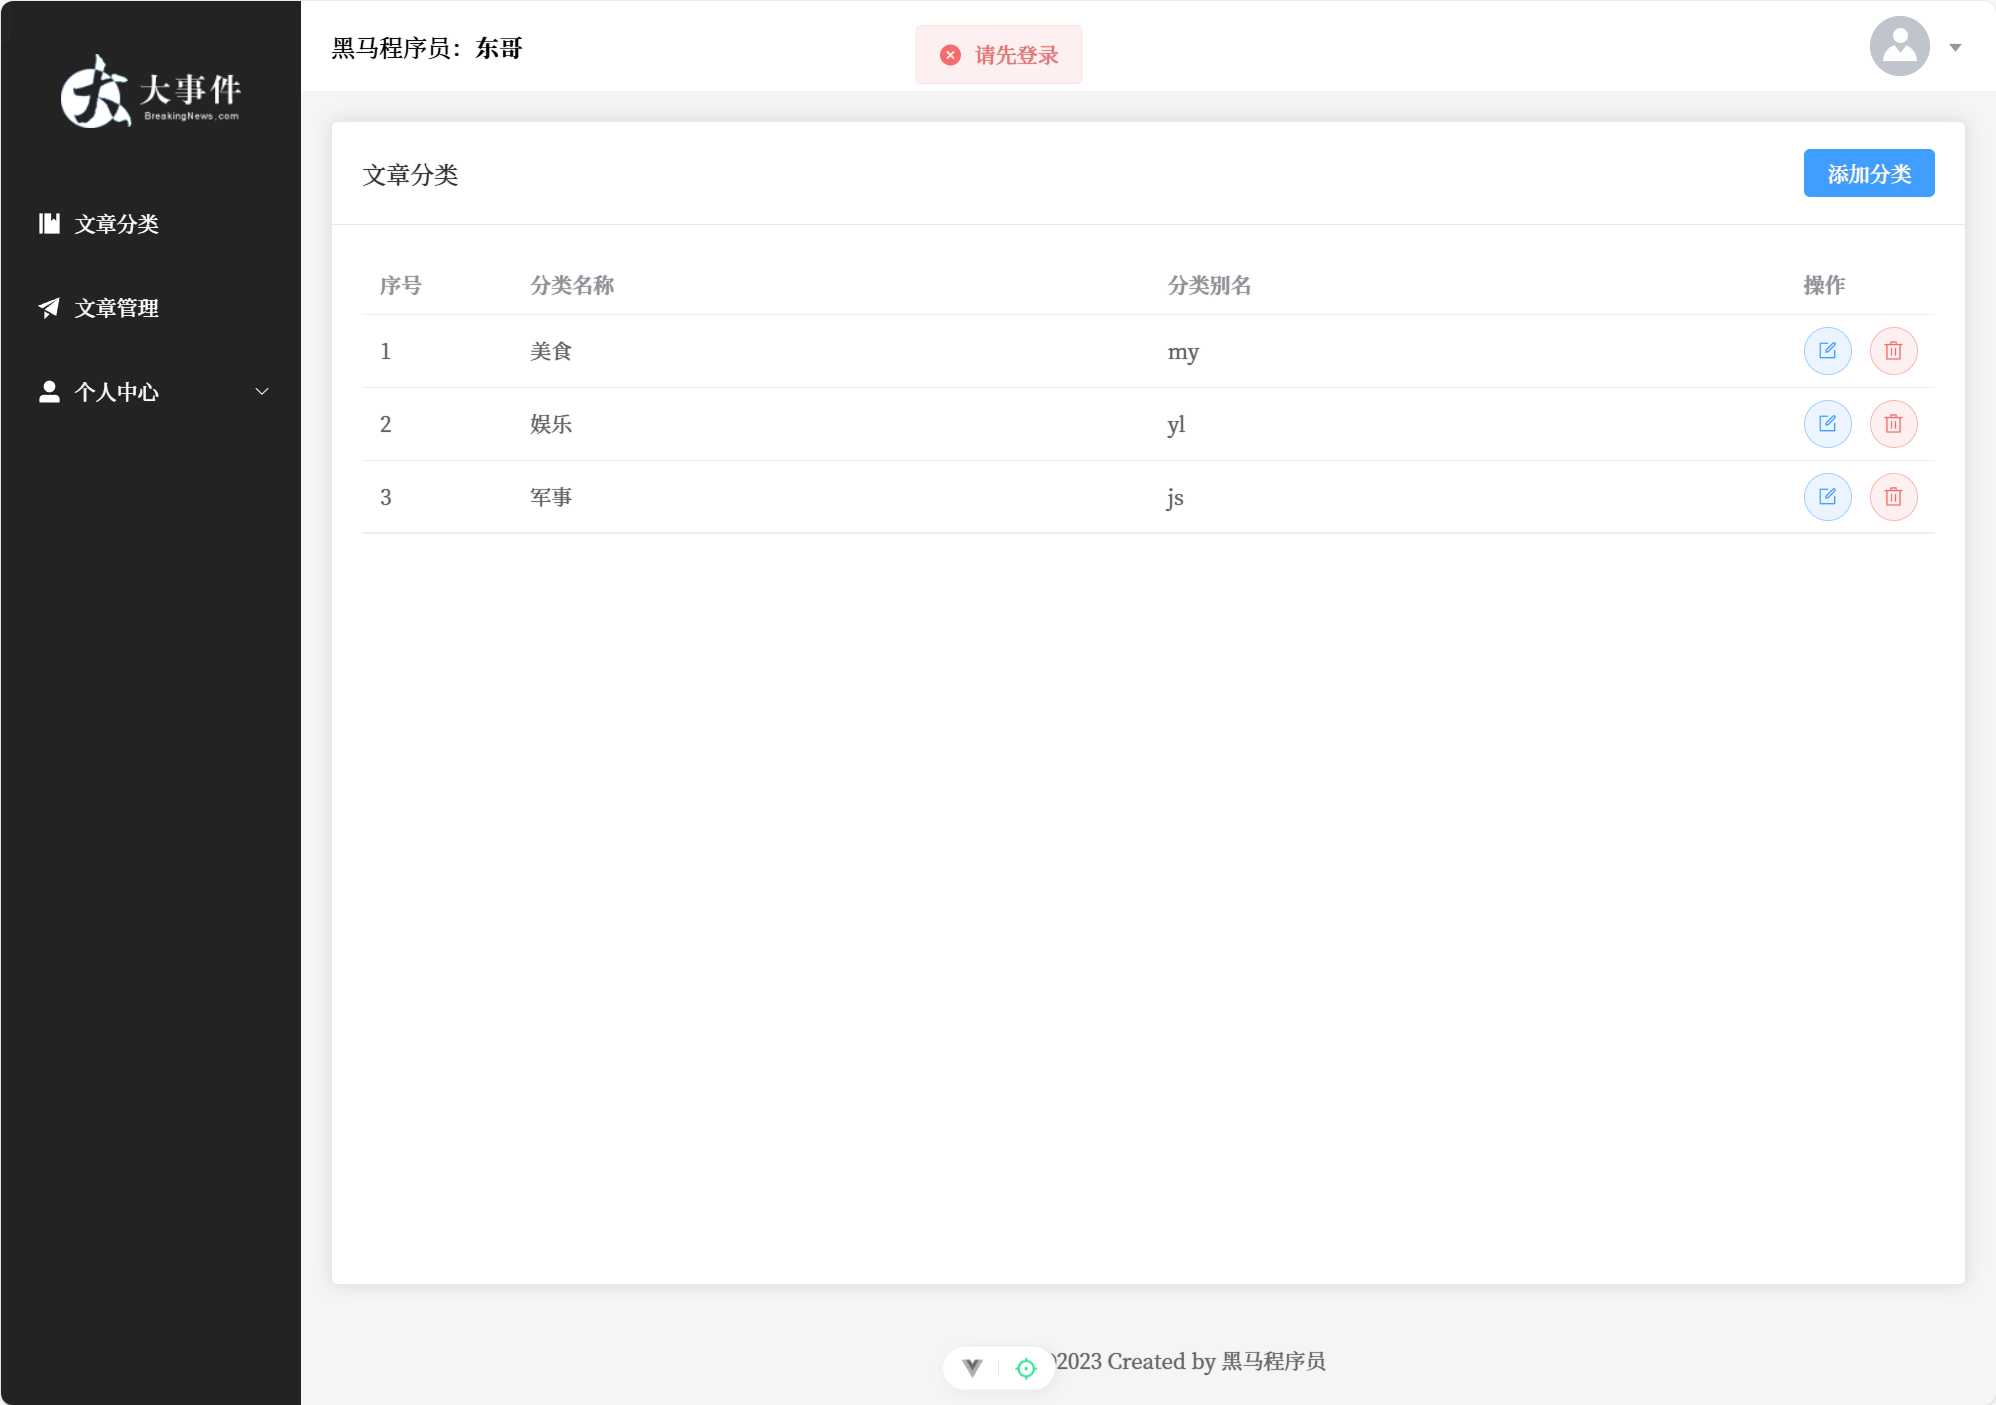 大事件
BreakingNews.com
文章分类
文章管理
个人中心
黑马程序员：东哥
请先登录
文章分类
添加分类
序号 分类名称 分类别名 操作
1 美食 my
2 娱乐 yl
3 军事 js
2023 Created by 黑马程序员